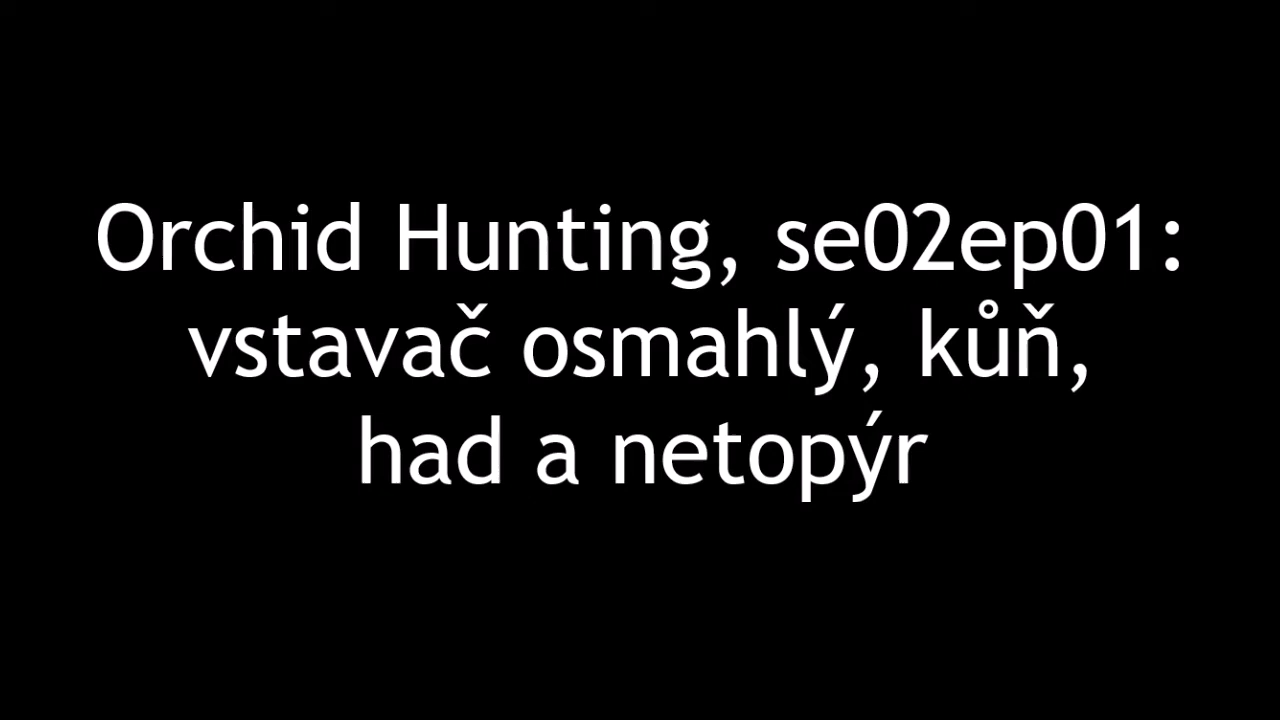 Orchid Hunting, se02ep01:
vstavač osmahlý, kůň,
had a netopýr